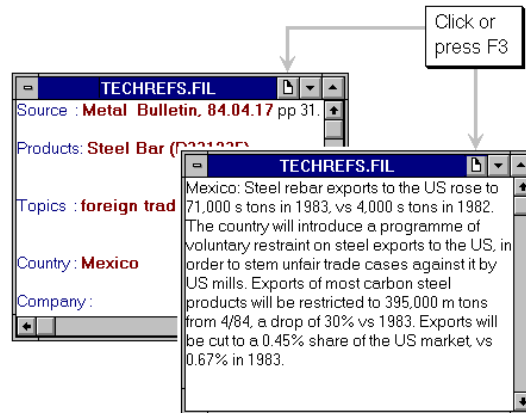 Click or
press F3
TECHREFS.FIL
Source : Metal Bulletin, 84.04.17 pp 31.
Products: Steel Bar
Topics : foreign trad
Country : Mexico
Company :
TECHREFS.FIL
Mexico: Steel rebar exports to the US rose to
71,000 s tons in 1983, vs 4,000 s tons in 1982.
The country will introduce a programme of
voluntary restraint on steel exports to the US, in
order to stem unfair trade cases against it by
US mills. Exports of most carbon steel
products will be restricted to 395,000 m tons
from 4/84, a drop of 30% vs 1983. Exports will
be cut to a 0.45% share of the US market, vs
0.67% in 1983.